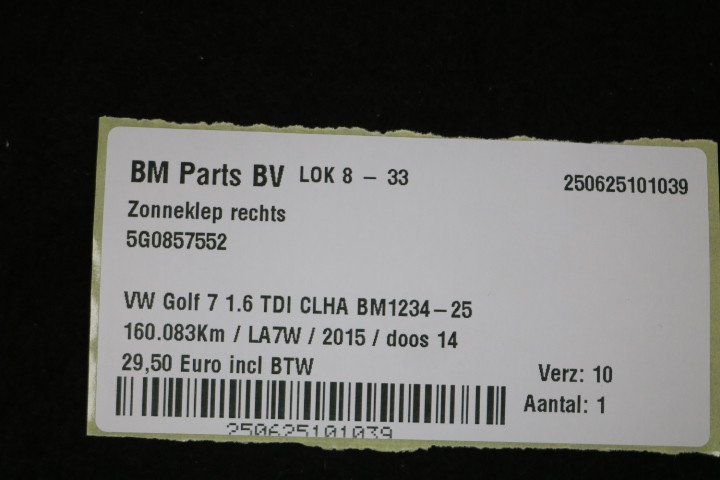 BM Parts BV LOK 8 - 33
250625101039
Zonneklep rechts
5G0857552
VW Golf 7 1.6 TDI CLHA BM1234-25
160.083Km / LA7W / 2015 / doos 14
29,50 Euro incl BTW
Verz: 10
Aantal: 1
250625101039